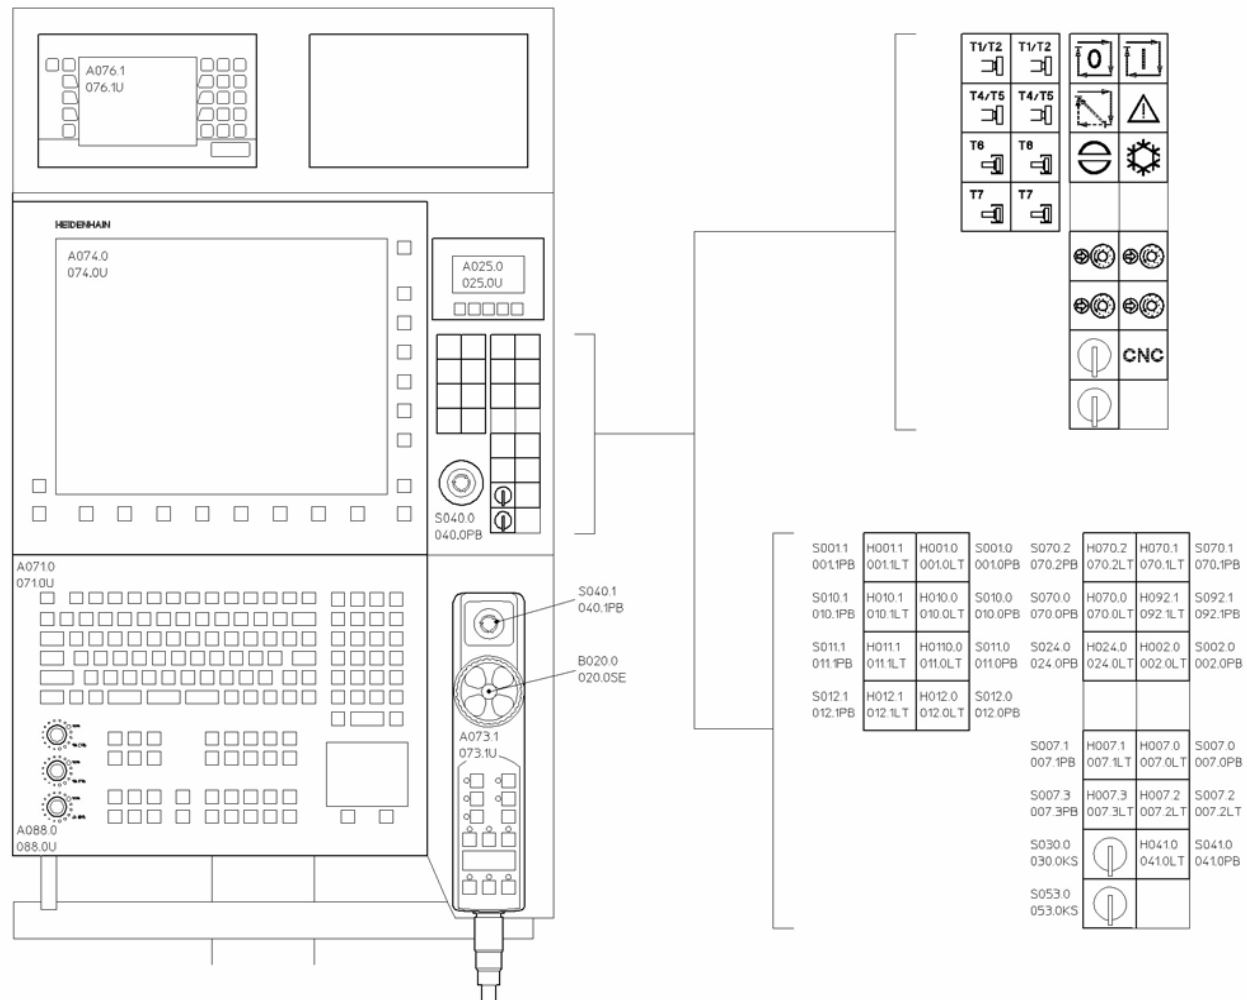 A076.1
076.1U
HEIDENHAIN
A074.0
074.0U
A025.0
025.0U
S040.0
040.0PB
A071.0
071.0U
A088.0
088.0U
S040.1
040.1PB
B020.0
020.0SE
A073.1
073.1U
T1/T2 T1/T2
0 I
T4/T5 T4/T5
T6 T6
T7 T7
CNC
S001.1 H001.1 H001.0 S001.0
001.1PB 001.1LT 001.0LT 001.0PB
S010.1 H010.1 H010.0 S010.0
010.1PB 010.1LT 010.0LT 010.0PB
S011.1 H011.1 H0110.0 S011.0
011.1PB 011.1LT 011.0LT 011.0PB
S012.1 H012.1 H012.0 S012.0
012.1PB 012.1LT 012.0LT 012.0PB
S070.2 H070.2 H070.1 S070.1
070.2PB 070.2LT 070.1LT 070.1PB
S070.0 H070.0 H092.1 S092.1
070.0PB 070.0LT 092.1LT 092.1PB
S024.0 H024,0 H002.0 S002.0
024.0PB 024.0LT 002.0LT 002.0PB
S007.1 H007.1 H007.0 S007.0
007.1PB 007.1LT 007.0LT 007.0PB
S007.3 H007.3 H007.2 S007.2
007.3PB 007.3LT 007.2LT 007.2LT
S030.0 H041.0 S041.0
030.0KS 041.0LT 041.0PB
S053.0
053.0KS